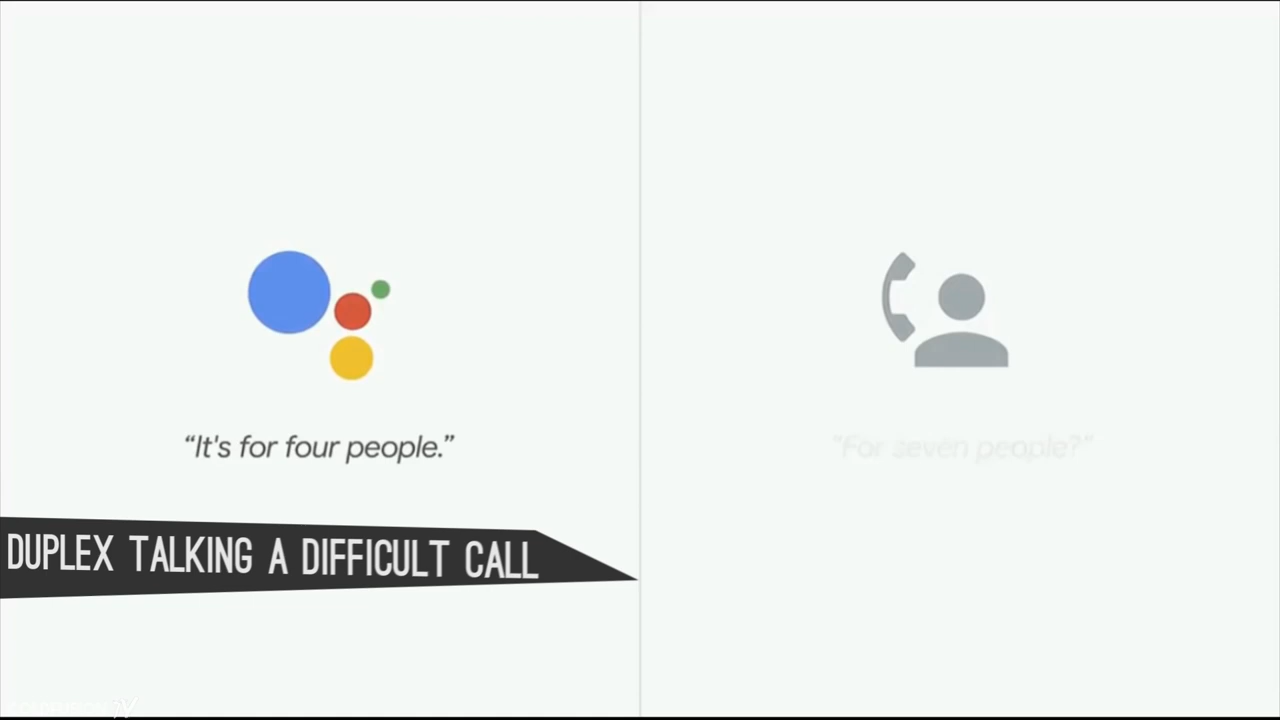 “It's for four people.”
“For seven people?”
DUPLEX TALKING A DIFFICULT CALL